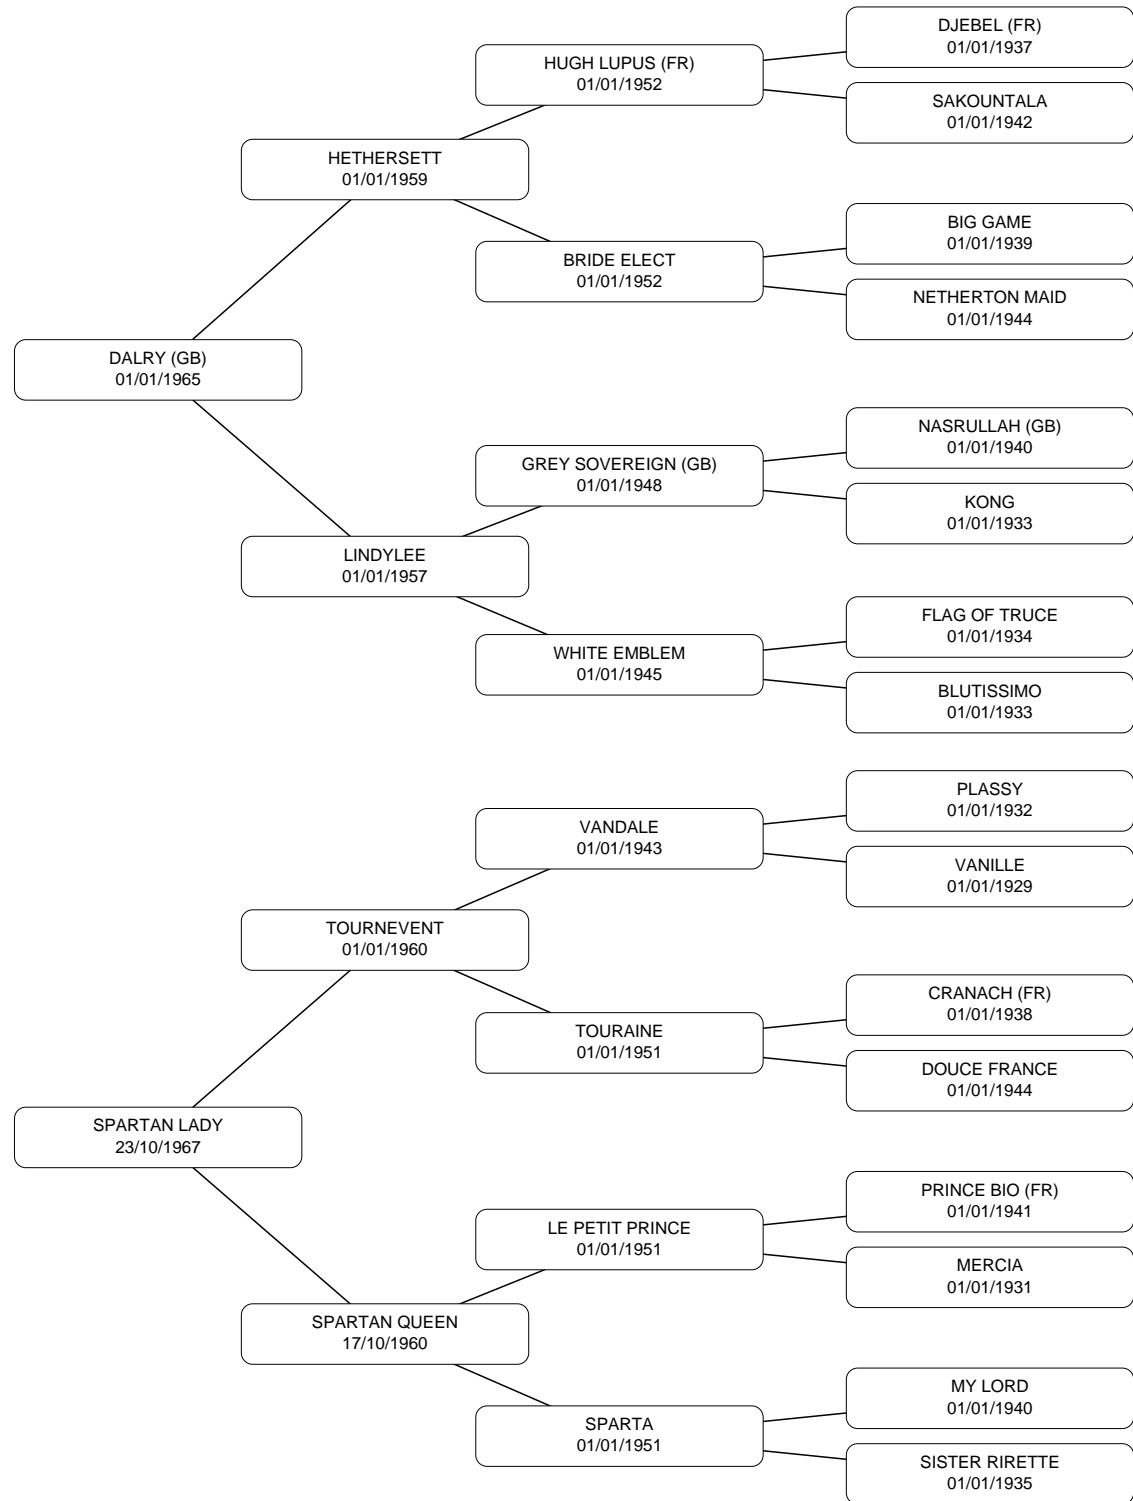 DJEBEL (FR)
01/01/1937
HUGH LUPUS (FR)
01/01/1952
SAKOUNTALA
01/01/1942
HETHERSETT
01/01/1959
BIG GAME
01/01/1939
BRIDE ELECT
01/01/1952
NETHERTON MAID
01/01/1944
DALRY (GB)
01/01/1965
NASRULLAH (GB)
01/01/1940
GREY SOVEREIGN (GB)
01/01/1948
KONG
01/01/1933
LINDYLEE
01/01/1957
FLAG OF TRUCE
01/01/1934
WHITE EMBLEM
01/01/1945
BLUTISSIMO
01/01/1933
PLASSY
01/01/1932
VANDALE
01/01/1943
VANILLE
01/01/1929
TOURNEVENT
01/01/1960
CRANACH (FR)
01/01/1938
TOURAINE
01/01/1951
DOUCE FRANCE
01/01/1944
SPARTAN LADY
23/10/1967
PRINCE BIO (FR)
01/01/1941
LE PETIT PRINCE
01/01/1951
MERCIA
01/01/1931
SPARTAN QUEEN
17/10/1960
MY LORD
01/01/1940
SPARTA
01/01/1951
SISTER RIRETTE
01/01/1935